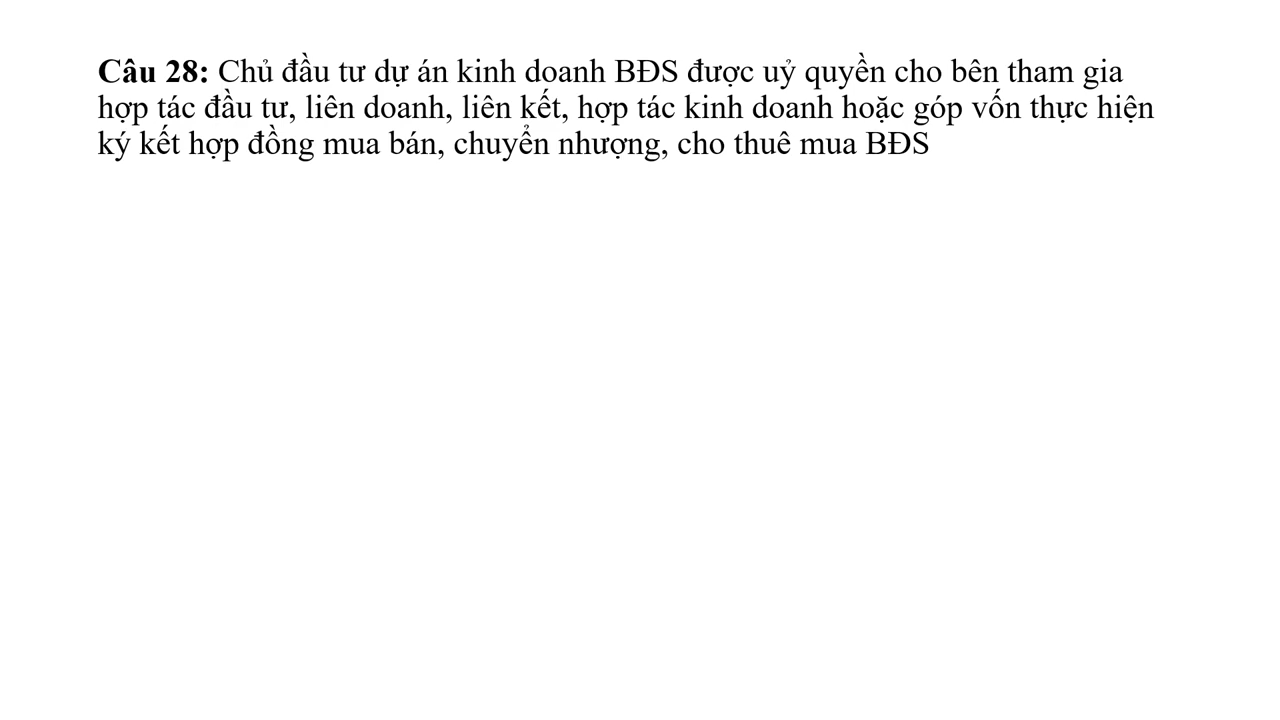 Câu 28: Chủ đầu tư dự án kinh doanh BĐS được uỷ quyền cho bên tham gia
hợp tác đầu tư, liên doanh, liên kết, hợp tác kinh doanh hoặc góp vốn thực hiện
ký kết hợp đồng mua bán, chuyển nhượng, cho thuê mua BĐS